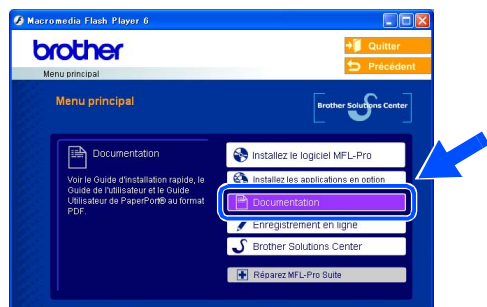 Macromedia Flash Player 6
brother
Quitter
Précédent
Menu principal
Menu principal
Brother Solutions Center
Documentation
Voir le Guide d'installation rapide, le
Guide de l'utilisateur et le Guide
Utilisateur de PaperPort® au format
PDF.
Installez le logiciel MFL-Pro
Installez les applications en option
Documentation
Enregistrement en ligne
Brother Solutions Center
Réparez MFL-Pro Suite